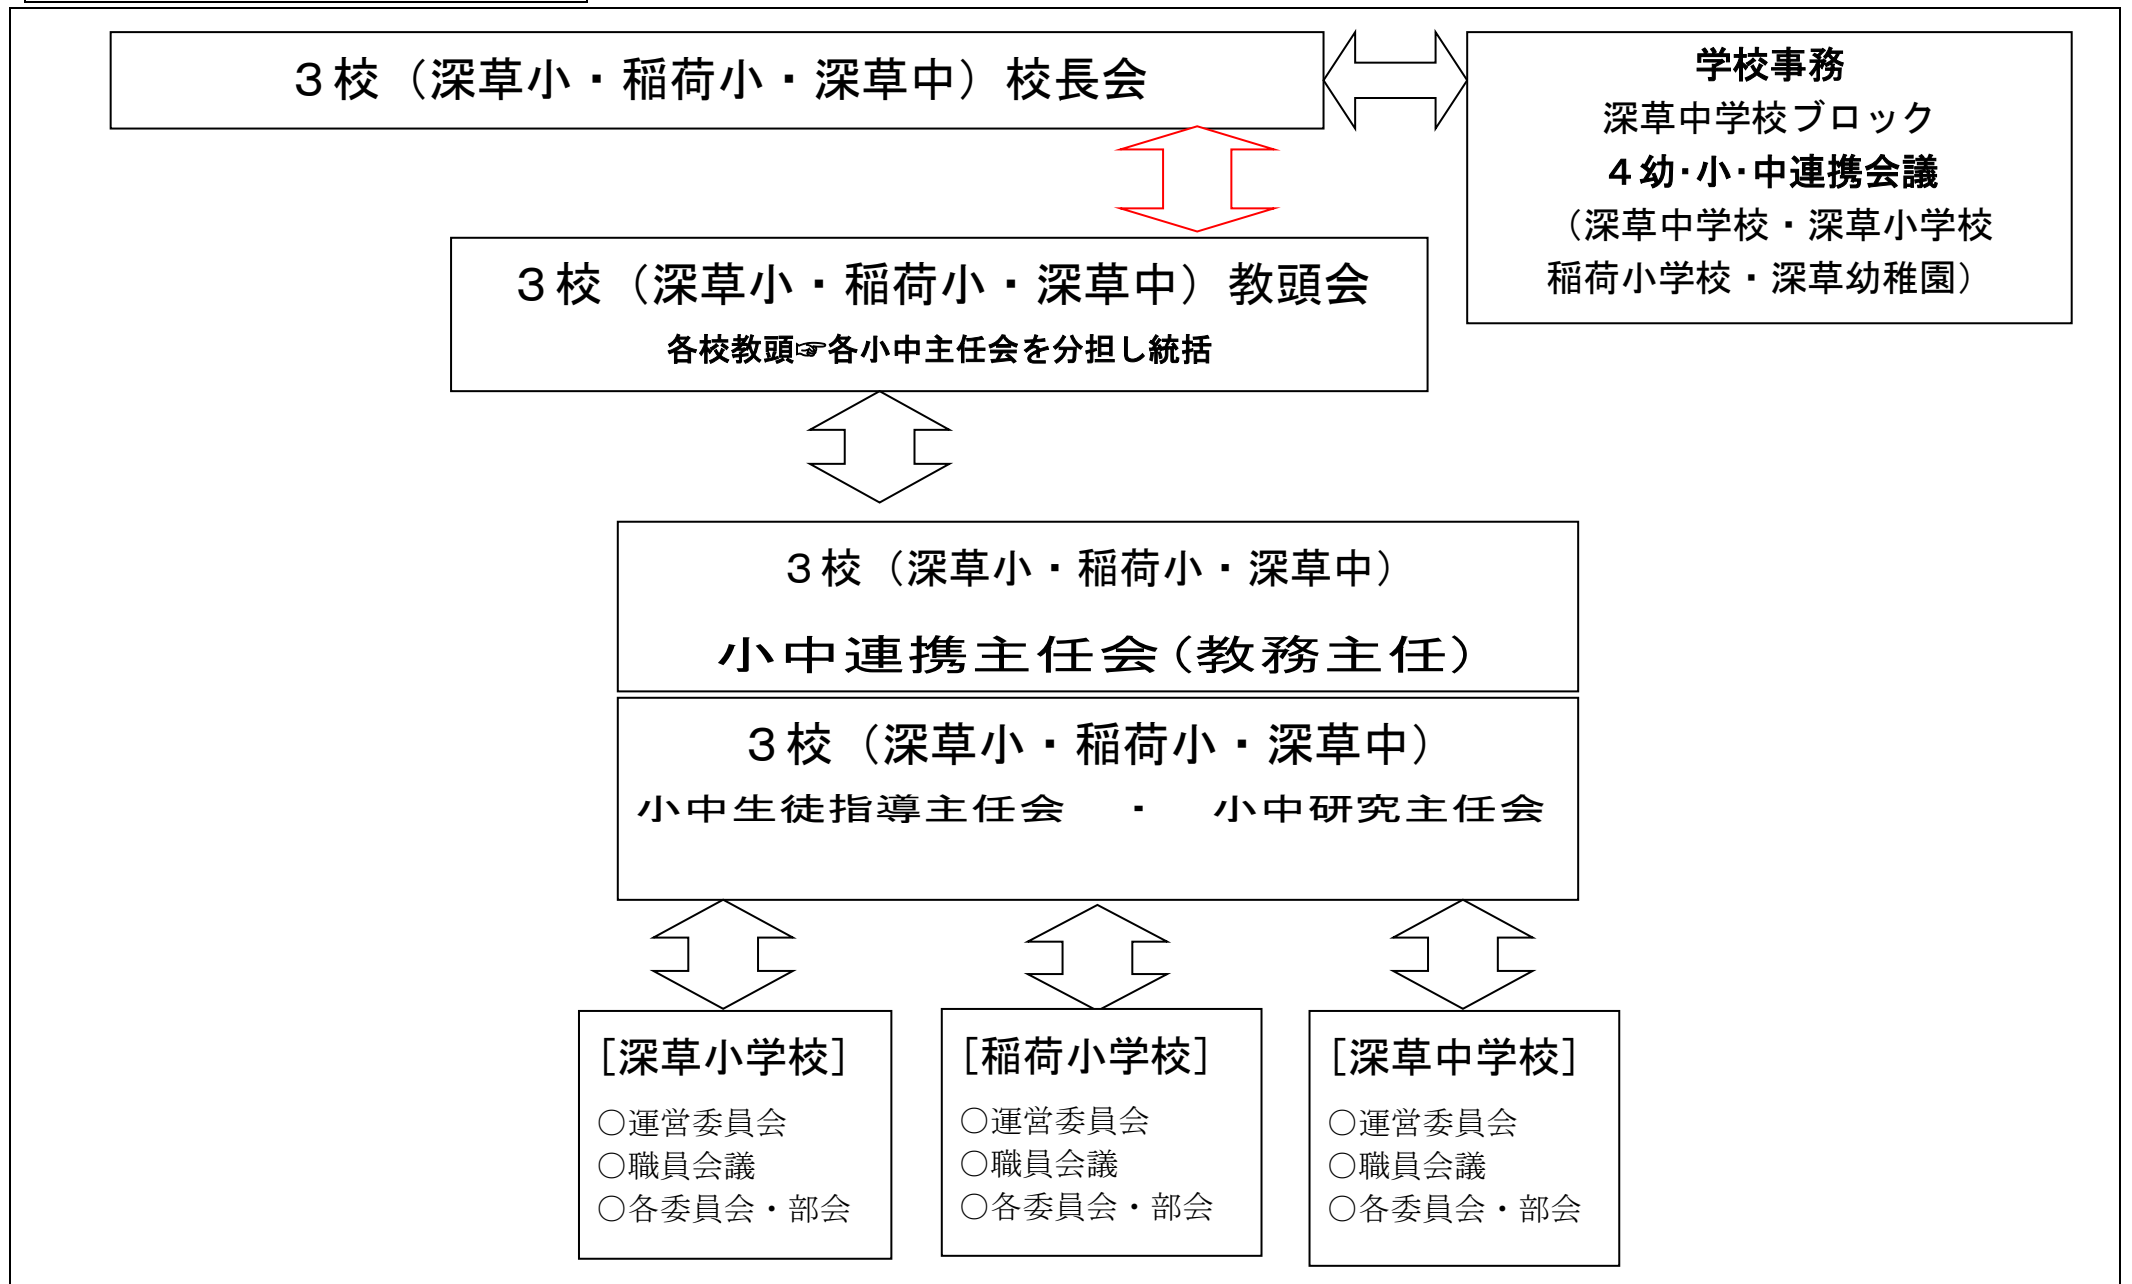 ３校（深草小・稲荷小・深草中）校長会
学校事務
深草中学校ブロック
４幼・小・中連携会議
（深草中学校・深草小学校
稲荷小学校・深草幼稚園）
３校（深草小・稲荷小・深草中）教頭会
各校教頭☞各小中主任会を分担し統括
３校（深草小・稲荷小・深草中）
小中連携主任会（教務主任）
３校（深草小・稲荷小・深草中）
小中生徒指導主任会　・　小中研究主任会
［深草小学校］
○運営委員会
○職員会議
○各委員会・部会
［稲荷小学校］
○運営委員会
○職員会議
○各委員会・部会
［深草中学校］
○運営委員会
○職員会議
○各委員会・部会